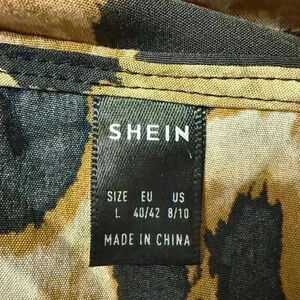 SHEIN
SIZE EU US
L 40/42 8/10
MADE IN CHINA